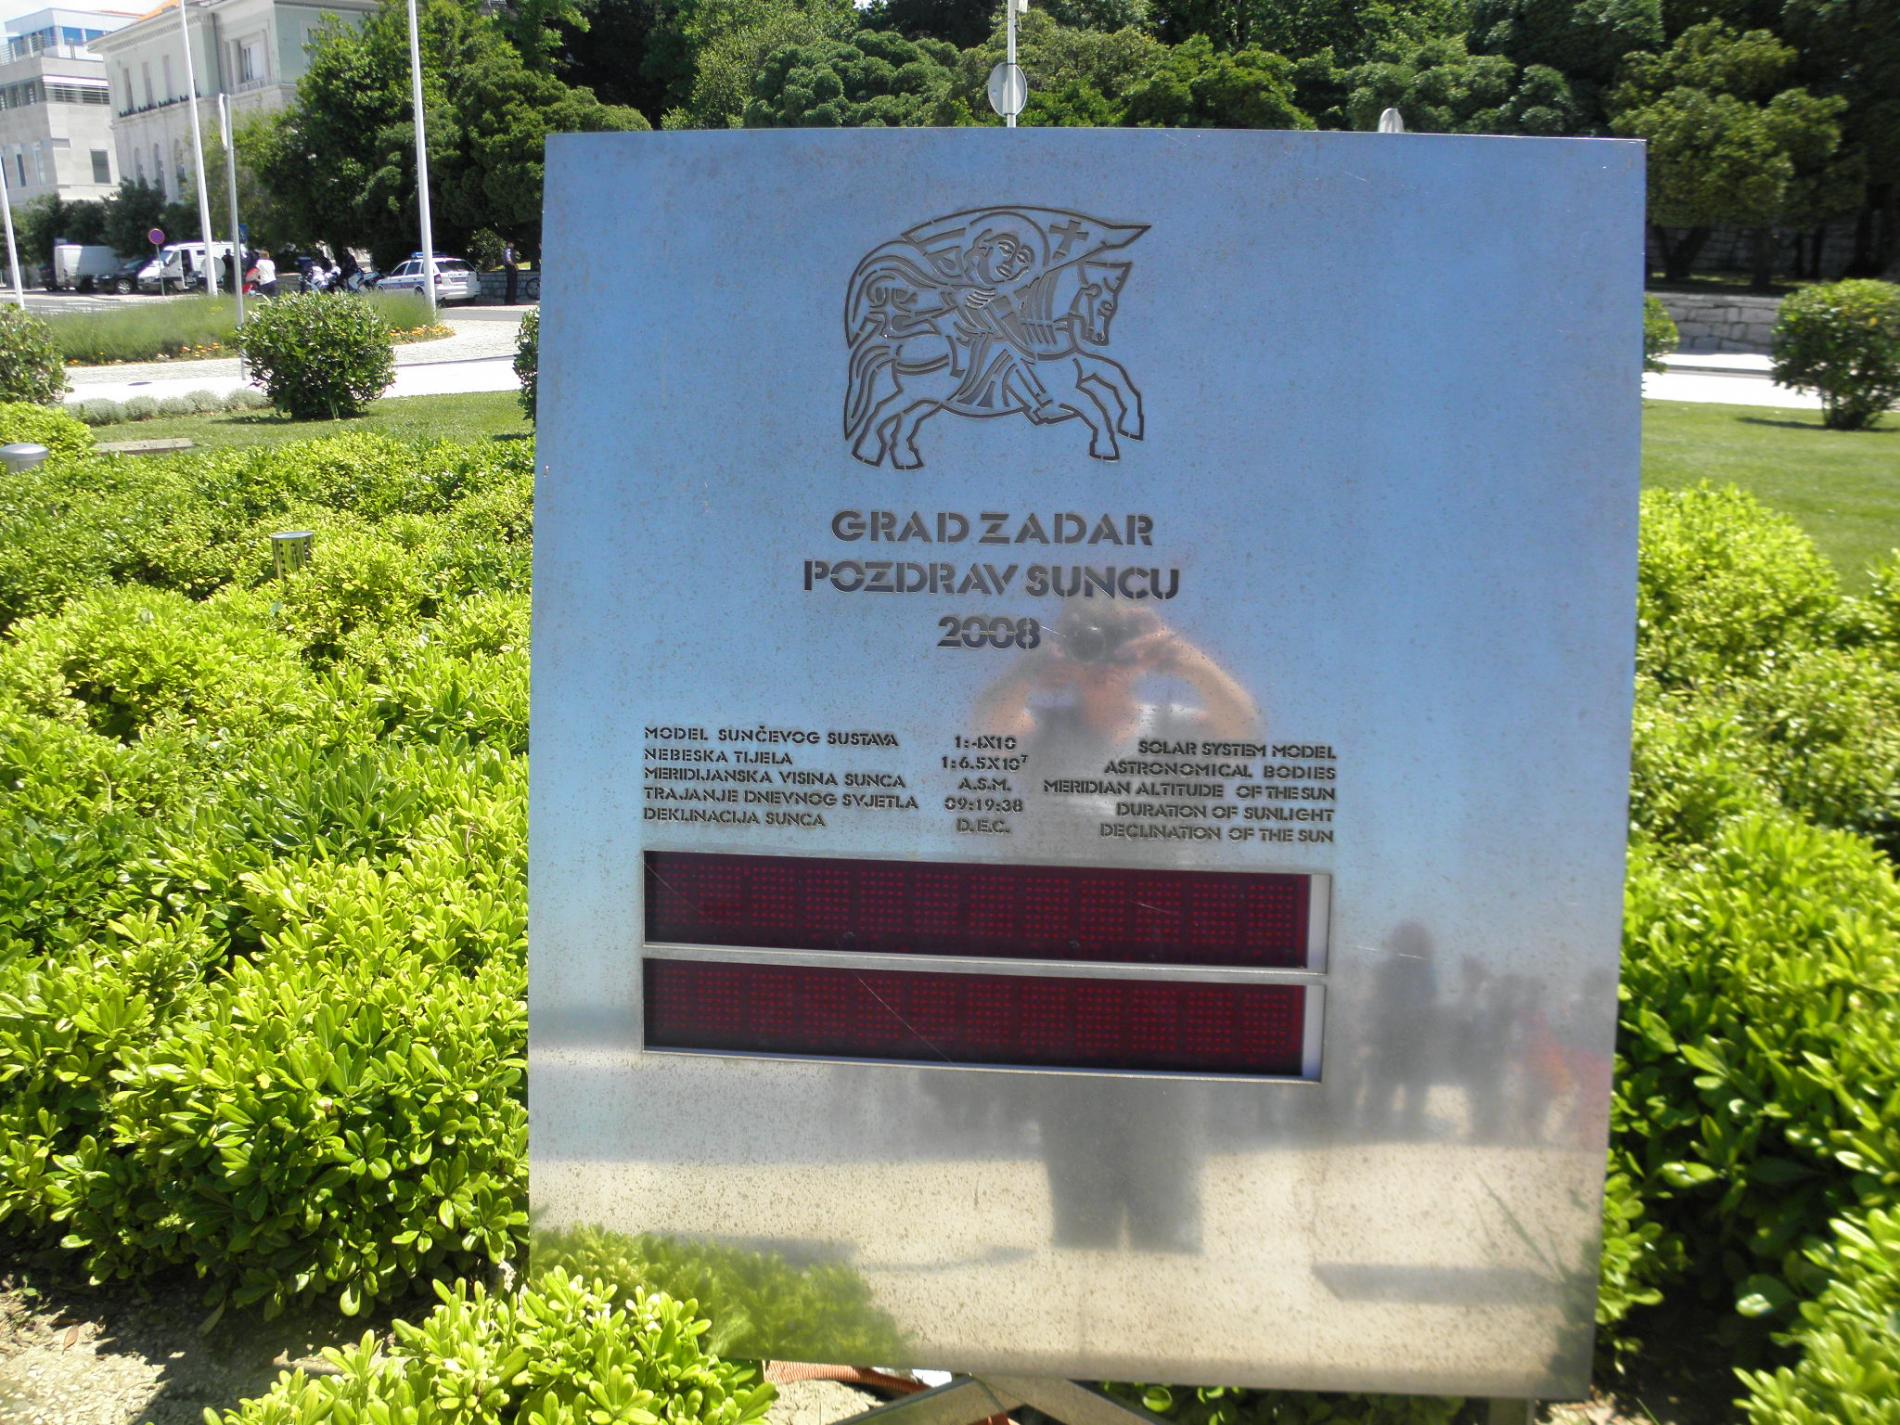 GRAD ZADAR
POZDRAV SUNCU
2008
MODEL SUNČEVOG SUSTAVA 1:4X10 SOLAR SYSTEM MODEL
NEBESKA TIJELA 1:6.5X10⁷ ASTRONOMICAL BODIES
MERIDIJANSKA VISINA SUNCA A.S.M. MERIDIAN ALTITUDE OF THE SUN
TRAJANJE DNEVNOG SVJETLA 09:19:38 DURATION OF SUNLIGHT
DEKLINACIJA SUNCA D.E.C. DECLINATION OF THE SUN